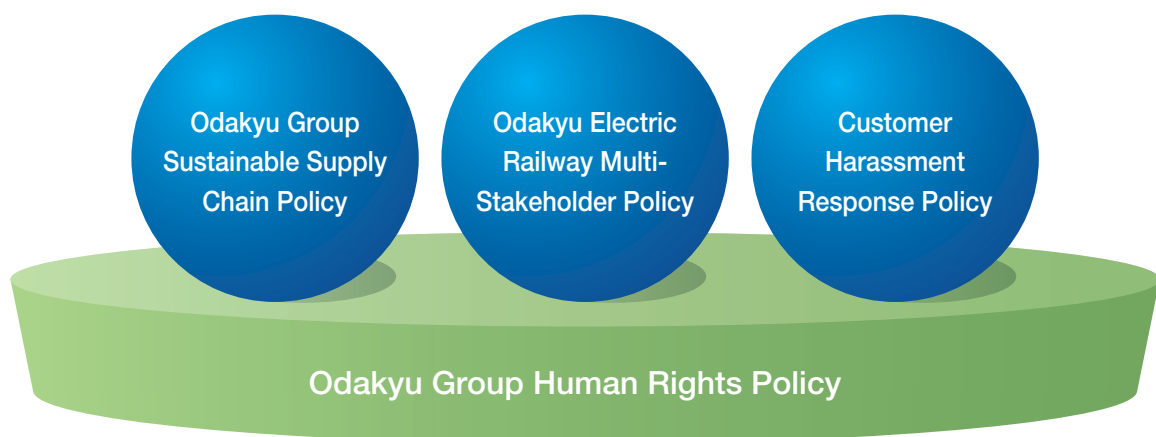 Odakyu Group
Sustainable Supply
Chain Policy
Odakyu Electric
Railway Multi-
Stakeholder Policy
Customer
Harassment
Response Policy
Odakyu Group Human Rights Policy